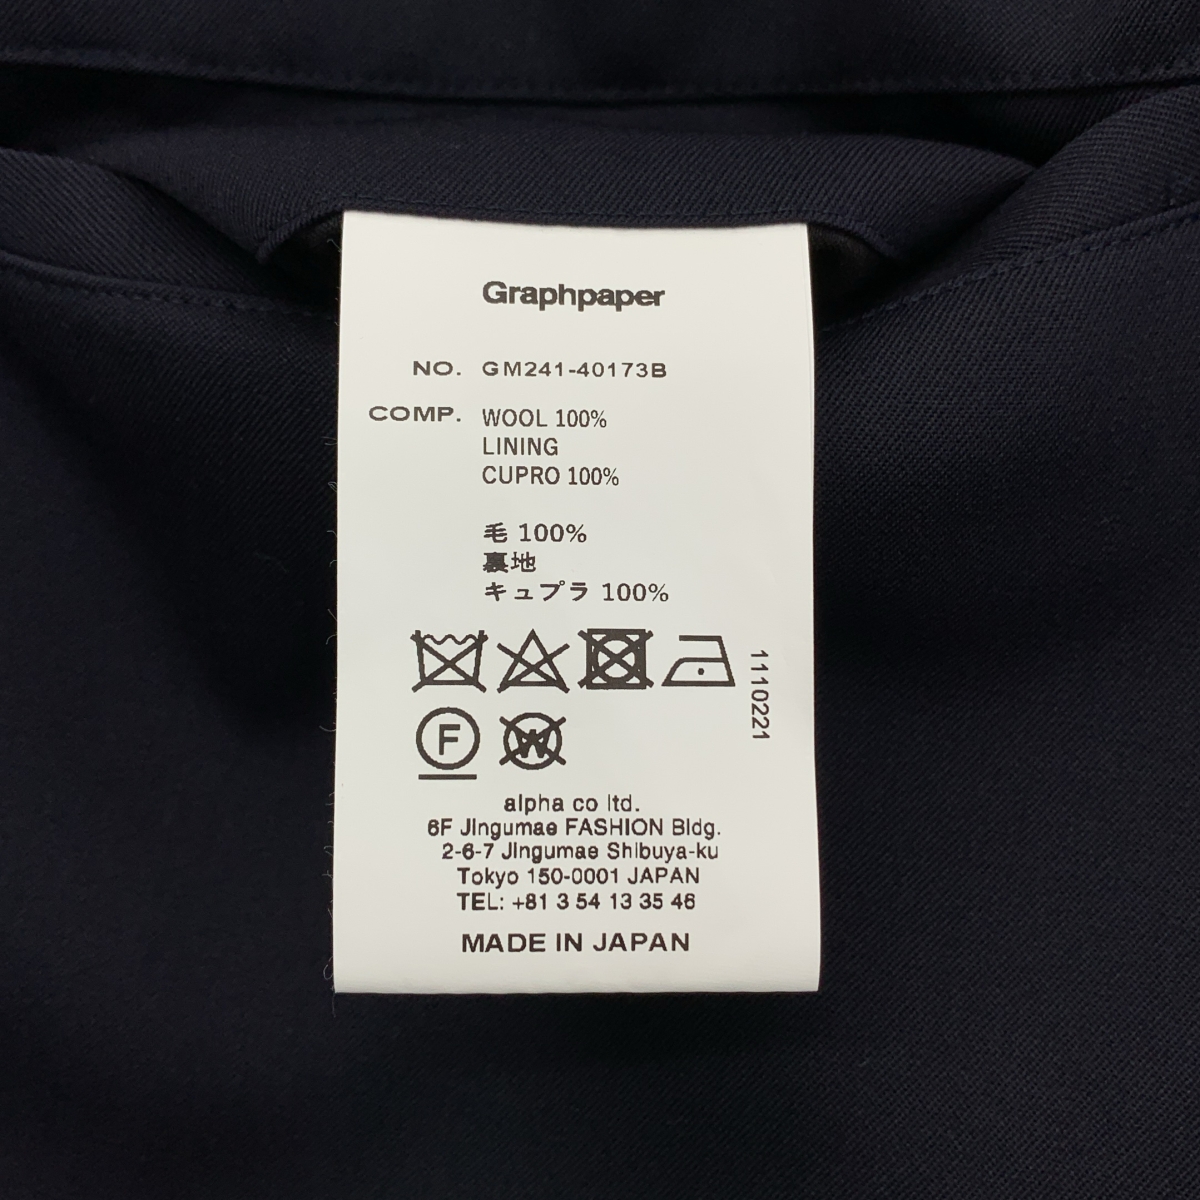 Graphpaper
NO. GM241-40173B
COMP. WOOL 100%
LINING
CUPRO 100%
毛 100%
裏地
キュプラ 100%
1110221
F
W
alpha co ltd.
6F Jingumae FASHION Bldg.
2-6-7 Jingumae Shibuya-ku
Tokyo 150-0001 JAPAN
TEL: +81 3 54 13 35 46
MADE IN JAPAN